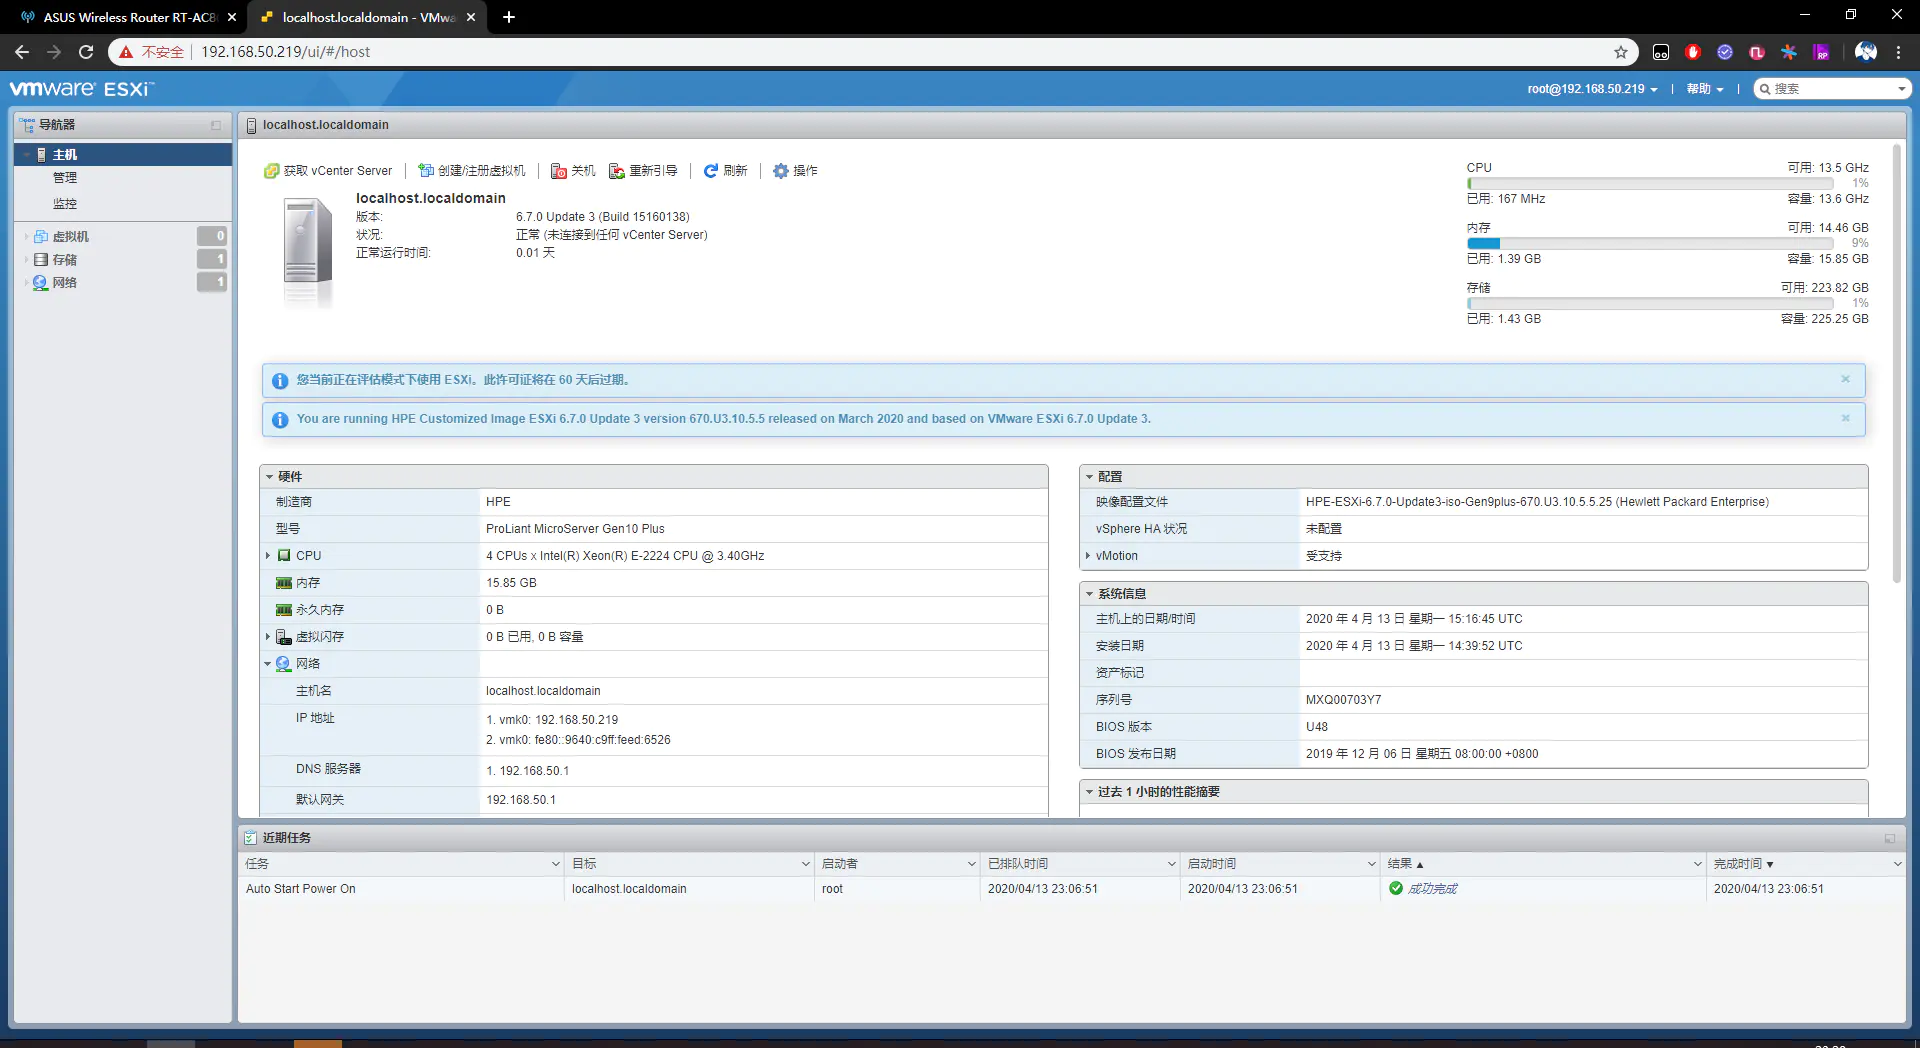 ASUS Wireless Router RT-AC8
localhost.localdomain - VMwa
不安全 192.168.50.219/ui/#/host
vmware ESXi™
root@192.168.50.219
帮助
搜索
导航器
主机
管理
监控
虚拟机 0
存储 1
网络 1
localhost.localdomain
获取 vCenter Server
创建/注册虚拟机
关机
重新引导
刷新
操作
localhost.localdomain
版本: 6.7.0 Update 3 (Build 15160138)
状况: 正常 (未连接到任何 vCenter Server)
正常运行时间: 0.01 天
CPU 可用: 13.5 GHz
1%
已用: 167 MHz 容量: 13.6 GHz
内存 可用: 14.46 GB
9%
已用: 1.39 GB 容量: 15.85 GB
存储 可用: 223.82 GB
1%
已用: 1.43 GB 容量: 225.25 GB
您当前正在评估模式下使用 ESXi。此许可证将在 60 天后过期。
You are running HPE Customized Image ESXi 6.7.0 Update 3 version 670.U3.10.5.5 released on March 2020 and based on VMware ESXi 6.7.0 Update 3.
硬件
制造商 HPE
型号 ProLiant MicroServer Gen10 Plus
CPU 4 CPUs x Intel(R) Xeon(R) E-2224 CPU @ 3.40GHz
内存 15.85 GB
永久内存 0 B
虚拟闪存 0 B 已用, 0 B 容量
网络
主机名 localhost.localdomain
IP 地址 1. vmk0: 192.168.50.219
2. vmk0: fe80::9640:c9ff:feed:6526
DNS 服务器 1. 192.168.50.1
默认网关 192.168.50.1
配置
映像配置文件 HPE-ESXi-6.7.0-Update3-iso-Gen9plus-670.U3.10.5.5.25 (Hewlett Packard Enterprise)
vSphere HA 状况 未配置
vMotion 受支持
系统信息
主机上的日期/时间 2020 年 4 月 13 日 星期一 15:16:45 UTC
安装日期 2020 年 4 月 13 日 星期一 14:39:52 UTC
资产标记
序列号 MXQ00703Y7
BIOS 版本 U48
BIOS 发布日期 2019 年 12 月 06 日 星期五 08:00:00 +0800
过去 1 小时的性能摘要
近期任务
任务 目标 启动者 已排队时间 启动时间 结果 完成时间
Auto Start Power On localhost.localdomain root 2020/04/13 23:06:51 2020/04/13 23:06:51 成功完成 2020/04/13 23:06:51